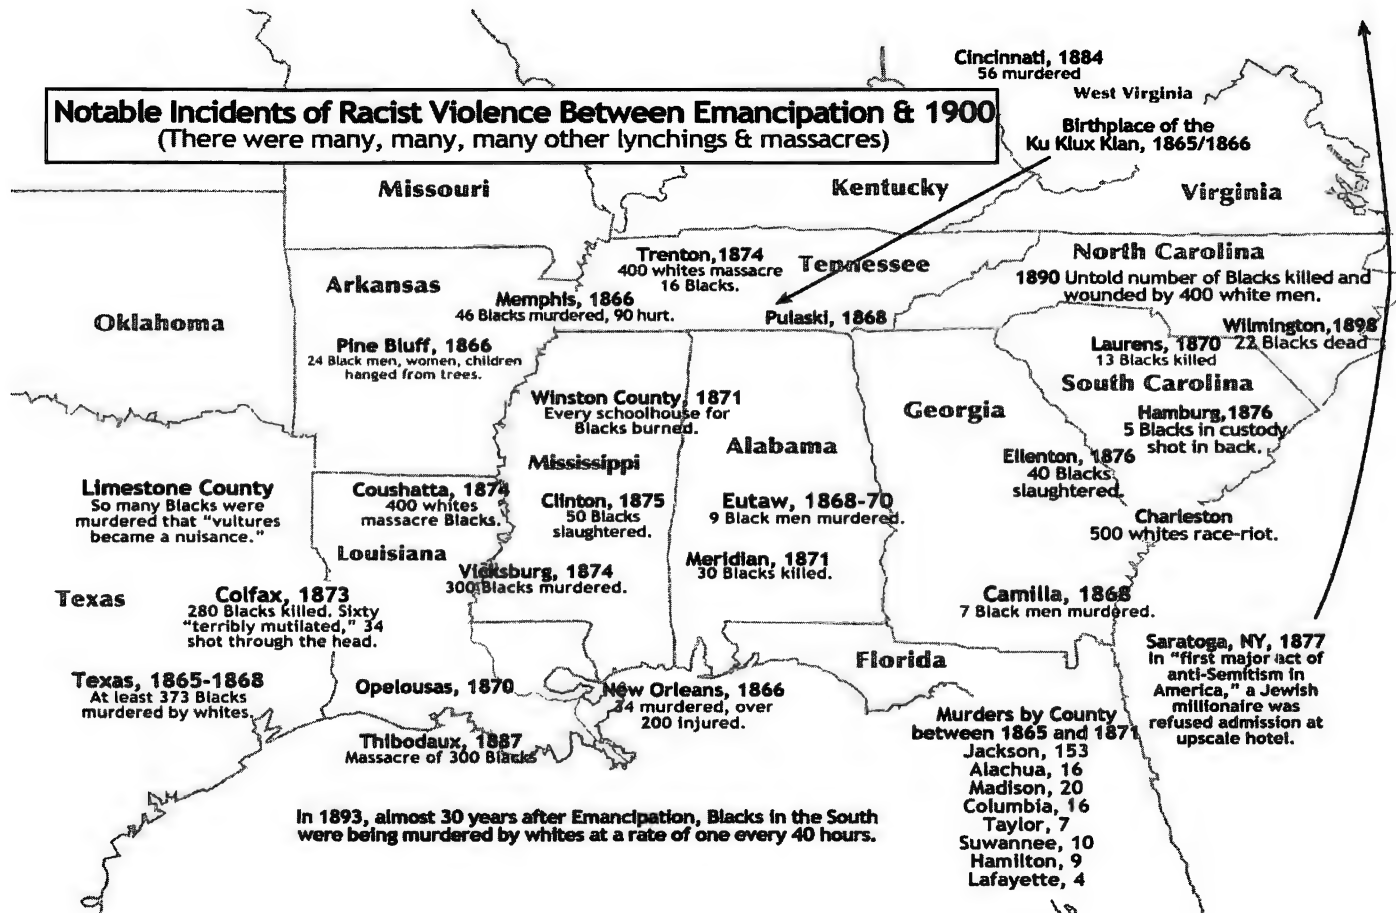 Cincinnati, 1884
56 murdered
West Virginia
Notable Incidents of Racist Violence Between Emancipation & 1900
(There were many, many, many other lynchings & massacres)
Birthplace of the
Ku Klux Klan, 1865/1866
Missouri
Kentucky
Virginia
Trenton,1874
400 whites massacre
16 Blacks.
Tennessee
North Carolina
1890 Untold number of Blacks killed and
wounded by 400 white men.
Arkansas
Memphis, 1866
46 Blacks murdered, 90 hurt.
Pulaski, 1868
Oklahoma
Wilmington,1898
22 Blacks dead
Pine Bluff, 1866
24 Black men, women, children
hanged from trees.
Laurens, 1870
13 Blacks killed
South Carolina
Winston County, 1871
Every schoolhouse for
Blacks burned.
Georgia
Hamburg,1876
5 Blacks in custody
shot in back.
Alabama
Mississippi
Ellenton, 1876
40 Blacks
slaughtered
Limestone County
So many Blacks were
murdered that "vultures
became a nuisance."
Coushatta, 1874
400 whites
massacre Blacks.
Clinton, 1875
50 Blacks
slaughtered.
Eutaw, 1868-70
9 Black men murdered.
Charleston
500 whites race-riot.
Louisiana
Vicksburg, 1874
300 Blacks murdered.
Meridian, 1871
30 Blacks killed.
Texas
Colfax, 1873
280 Blacks killed. Sixty
"terribly mutilated," 34
shot through the head.
Camilla, 1868
7 Black men murdered.
Florida
Saratoga, NY, 1877
In "first major act of
anti-Semitism in
America," a Jewish
millionaire was
refused admission at
upscale hotel.
Texas, 1865-1868
At least 373 Blacks
murdered by whites.
Opelousas, 1870
New Orleans, 1866
34 murdered, over
200 injured.
Thibodaux, 1887
Massacre of 300 Blacks
Murders by County
between 1865 and 1871
Jackson, 153
Alachua, 16
Madison, 20
Columbia, 16
Taylor, 7
Suwannee, 10
Hamilton, 9
Lafayette, 4
In 1893, almost 30 years after Emancipation, Blacks in the South
were being murdered by whites at a rate of one every 40 hours.